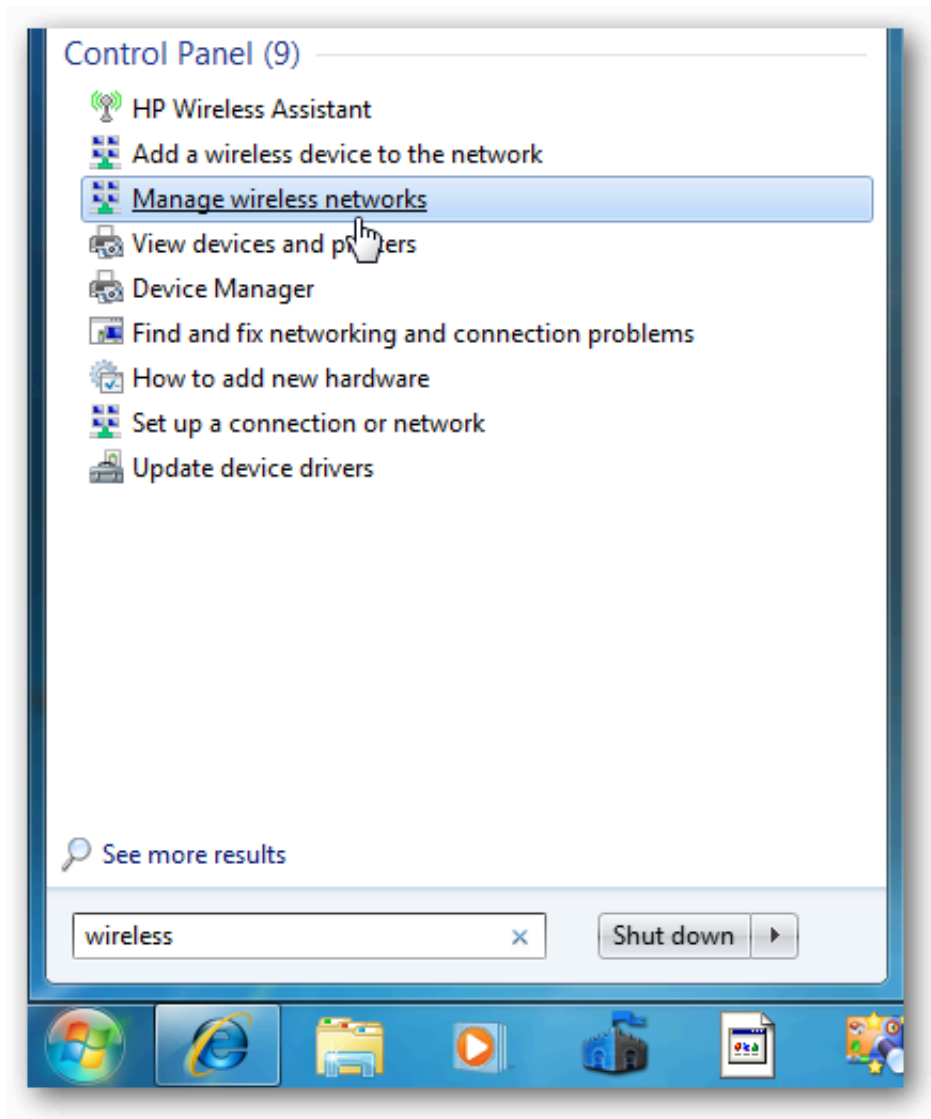 Control Panel (9)
HP Wireless Assistant
Add a wireless device to the network
Manage wireless networks
View devices and
Device Manager
Find and fix networking and connection problems
How to add new hardware
Set up a connection or network
Update device drivers
See more results
wireless
Shut down